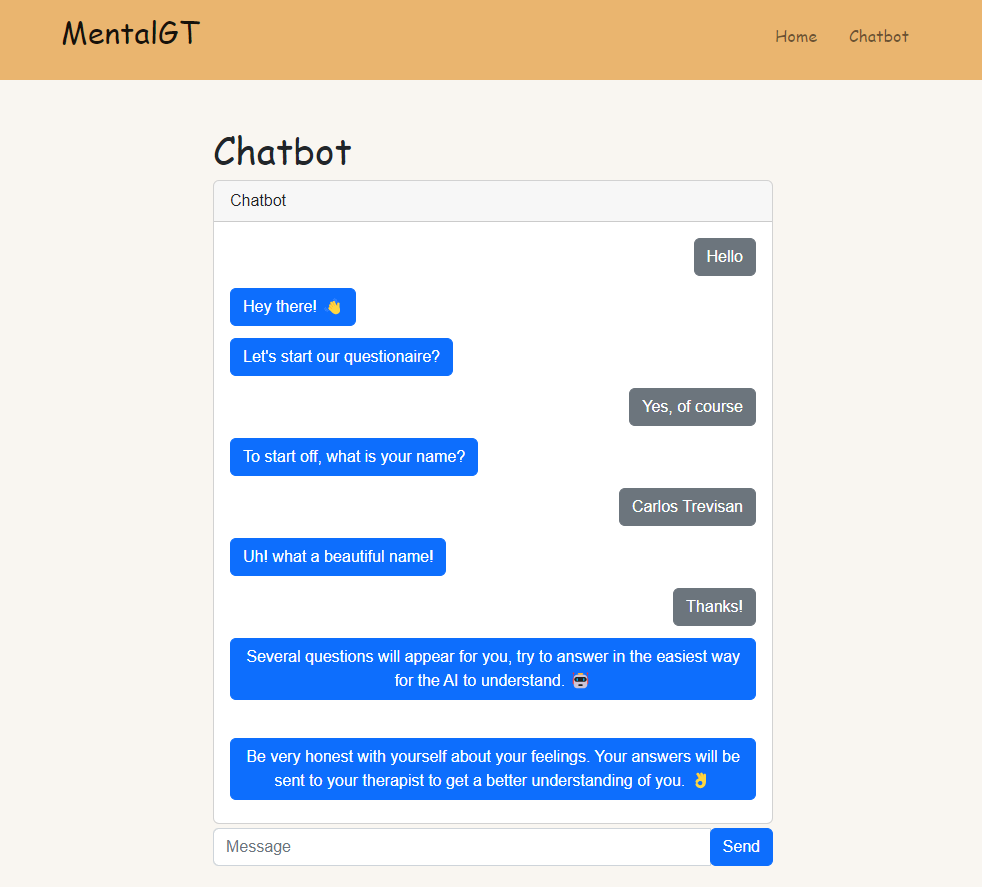 MentalGT
Home
Chatbot
Chatbot
Chatbot
Hello
Hey there! 👋
Let's start our questionaire?
Yes, of course
To start off, what is your name?
Carlos Trevisan
Uh! what a beautiful name!
Thanks!
Several questions will appear for you, try to answer in the easiest way
for the AI to understand. 🤖
Be very honest with yourself about your feelings. Your answers will be
sent to your therapist to get a better understanding of you. 👌
Message
Send